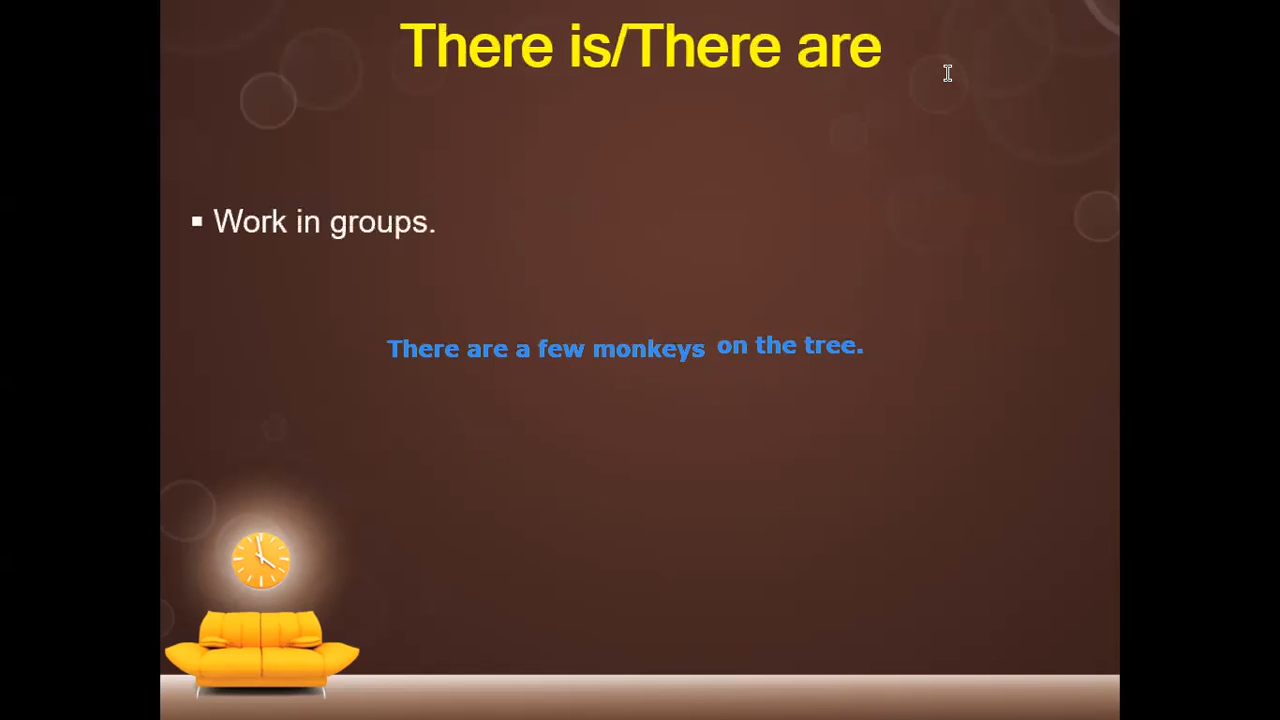 There is/There are
Work in groups.
There are a few monkeys on the tree.